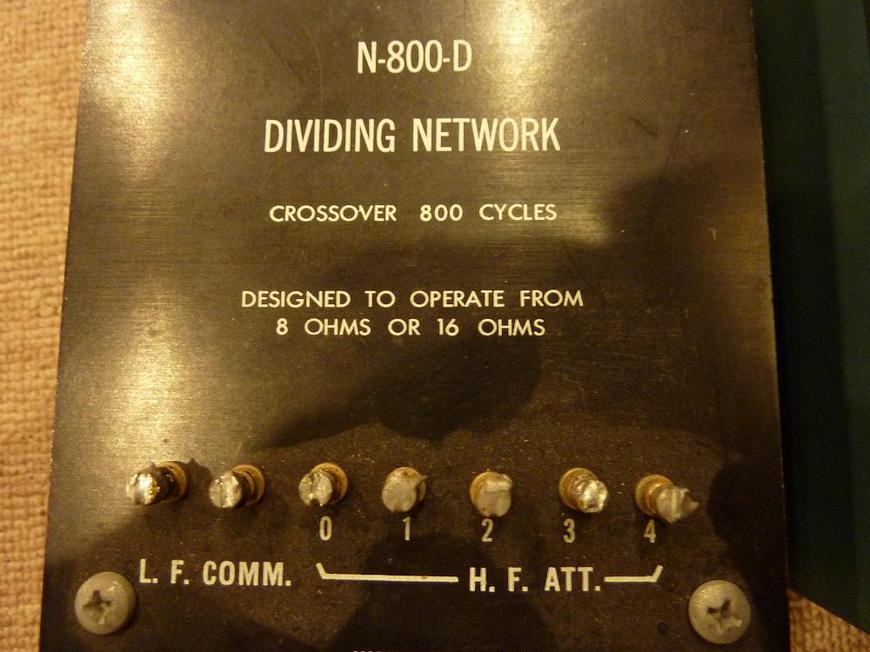 N-800-D
DIVIDING NETWORK
CROSSOVER 800 CYCLES
DESIGNED TO OPERATE FROM
8 OHMS OR 16 OHMS
0 1 2 3 4
L. F. COMM. H. F. ATT.